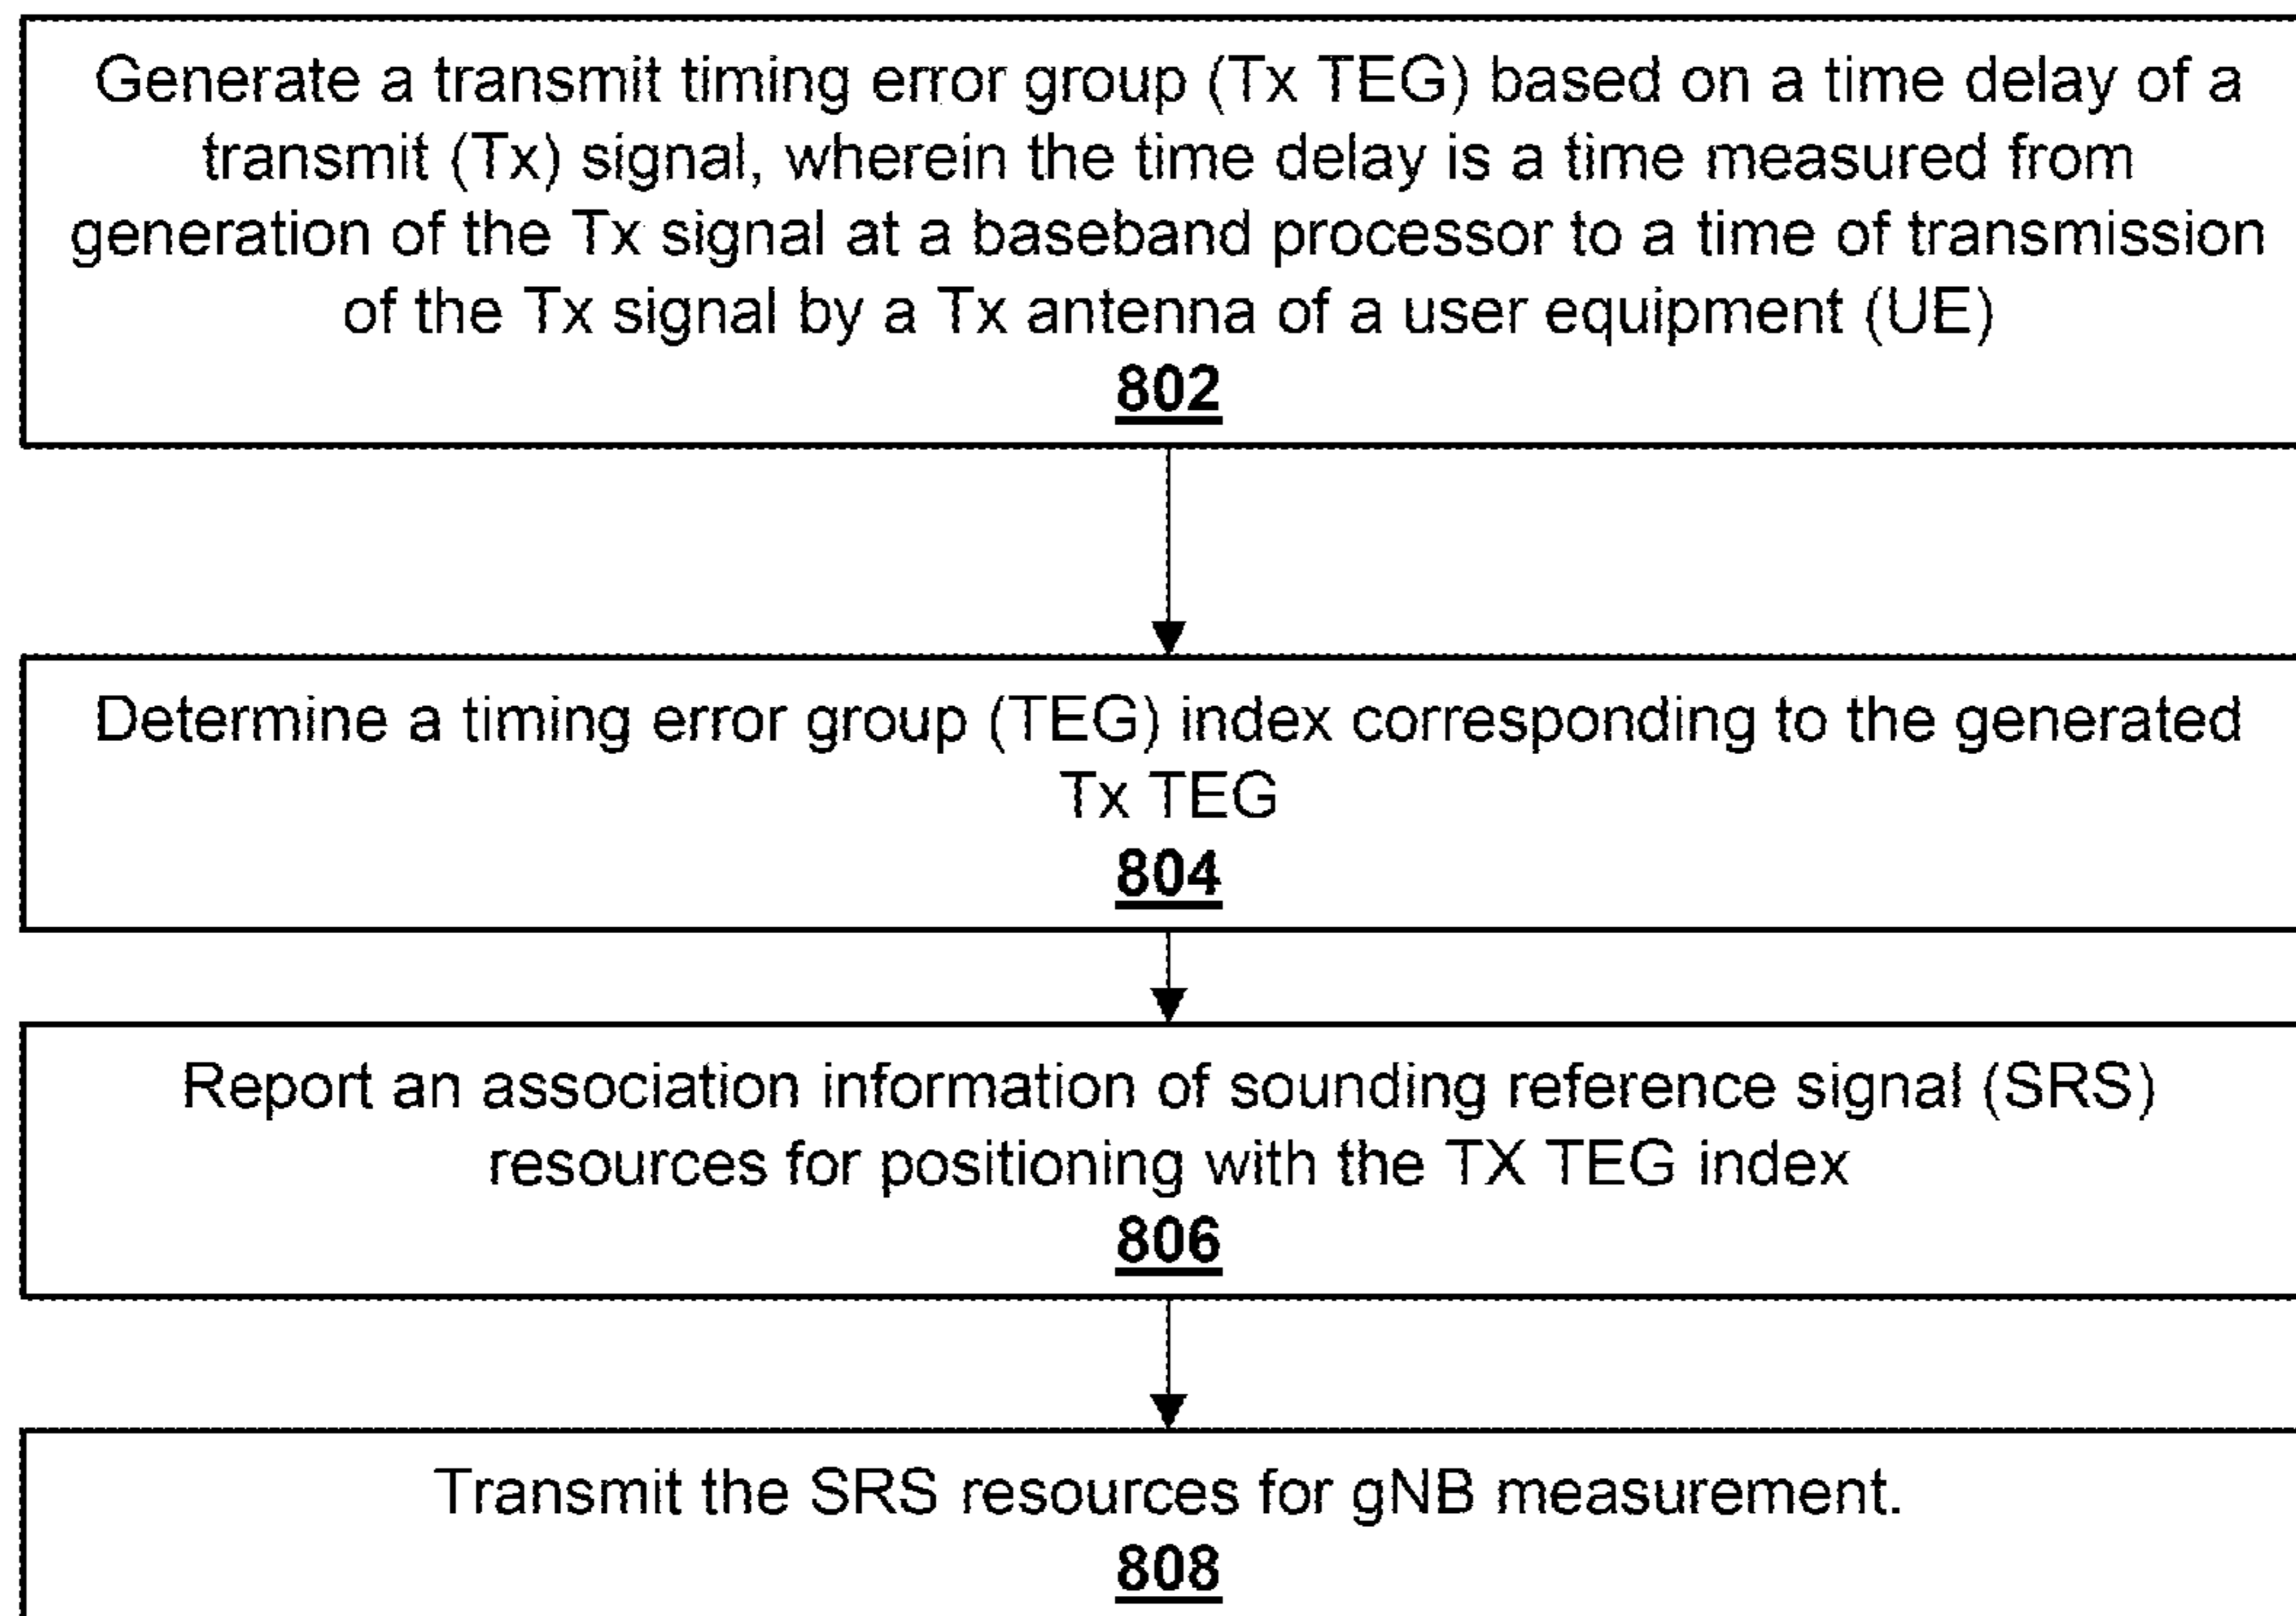 Generate a transmit timing error group (Tx TEG) based on a time delay of a
transmit (Tx) signal, wherein the time delay is a time measured from
generation of the Tx signal at a baseband processor to a time of transmission
of the Tx signal by a Tx antenna of a user equipment (UE)
802
Determine a timing error group (TEG) index corresponding to the generated
Tx TEG
804
Report an association information of sounding reference signal (SRS)
resources for positioning with the TX TEG index
806
Transmit the SRS resources for gNB measurement.
808